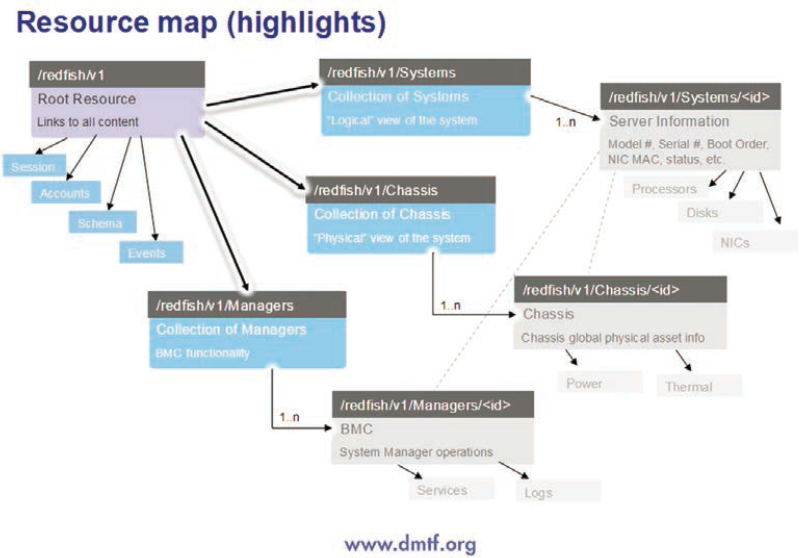 Resource map (highlights)
/redfish/v1
Root Resource
Links to all content
Session
Accounts
Schema
Events
/redfish/v1/Systems
Collection of Systems
"Logical" view of the system
1..n
/redfish/v1/Systems/<id>
Server Information
Model #, Serial #, Boot Order,
NIC MAC, status, etc.
Processors
Disks
NICs
/redfish/v1/Chassis
Collection of Chassis
"Physical" view of the system
1..n
/redfish/v1/Chassis/<id>
Chassis
Chassis global physical asset info
Power
Thermal
/redfish/v1/Managers
Collection of Managers
BMC functionality
1..n
/redfish/v1/Managers/<id>
BMC
System Manager operations
Services
Logs
www.dmtf.org